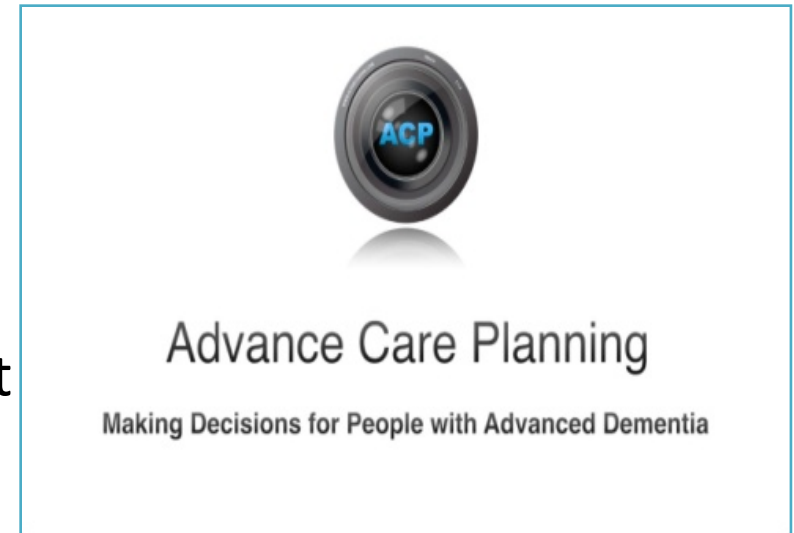 ACP
Advance Care Planning
t
Making Decisions for People with Advanced Dementia